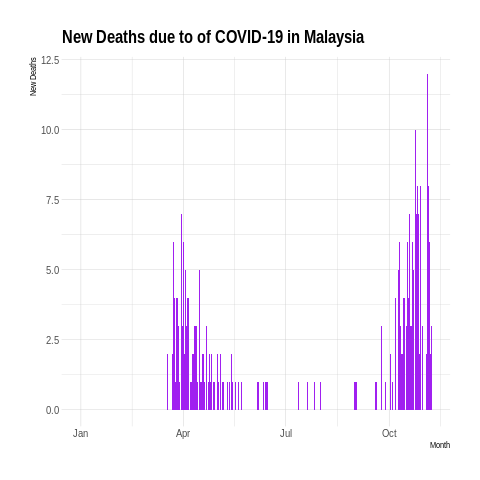 New Deaths due to of COVID-19 in Malaysia
New Deaths
12.5
10.0
7.5
5.0
2.5
0.0
Jan Apr Jul Oct
Month